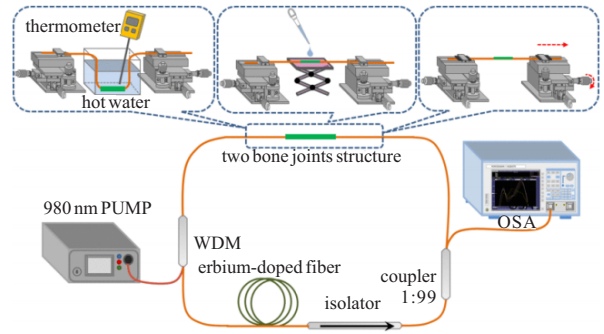 thermometer
hot water
two bone joints structure
980 nm PUMP
OSA
WDM
erbium-doped fiber
coupler
1:99
isolator